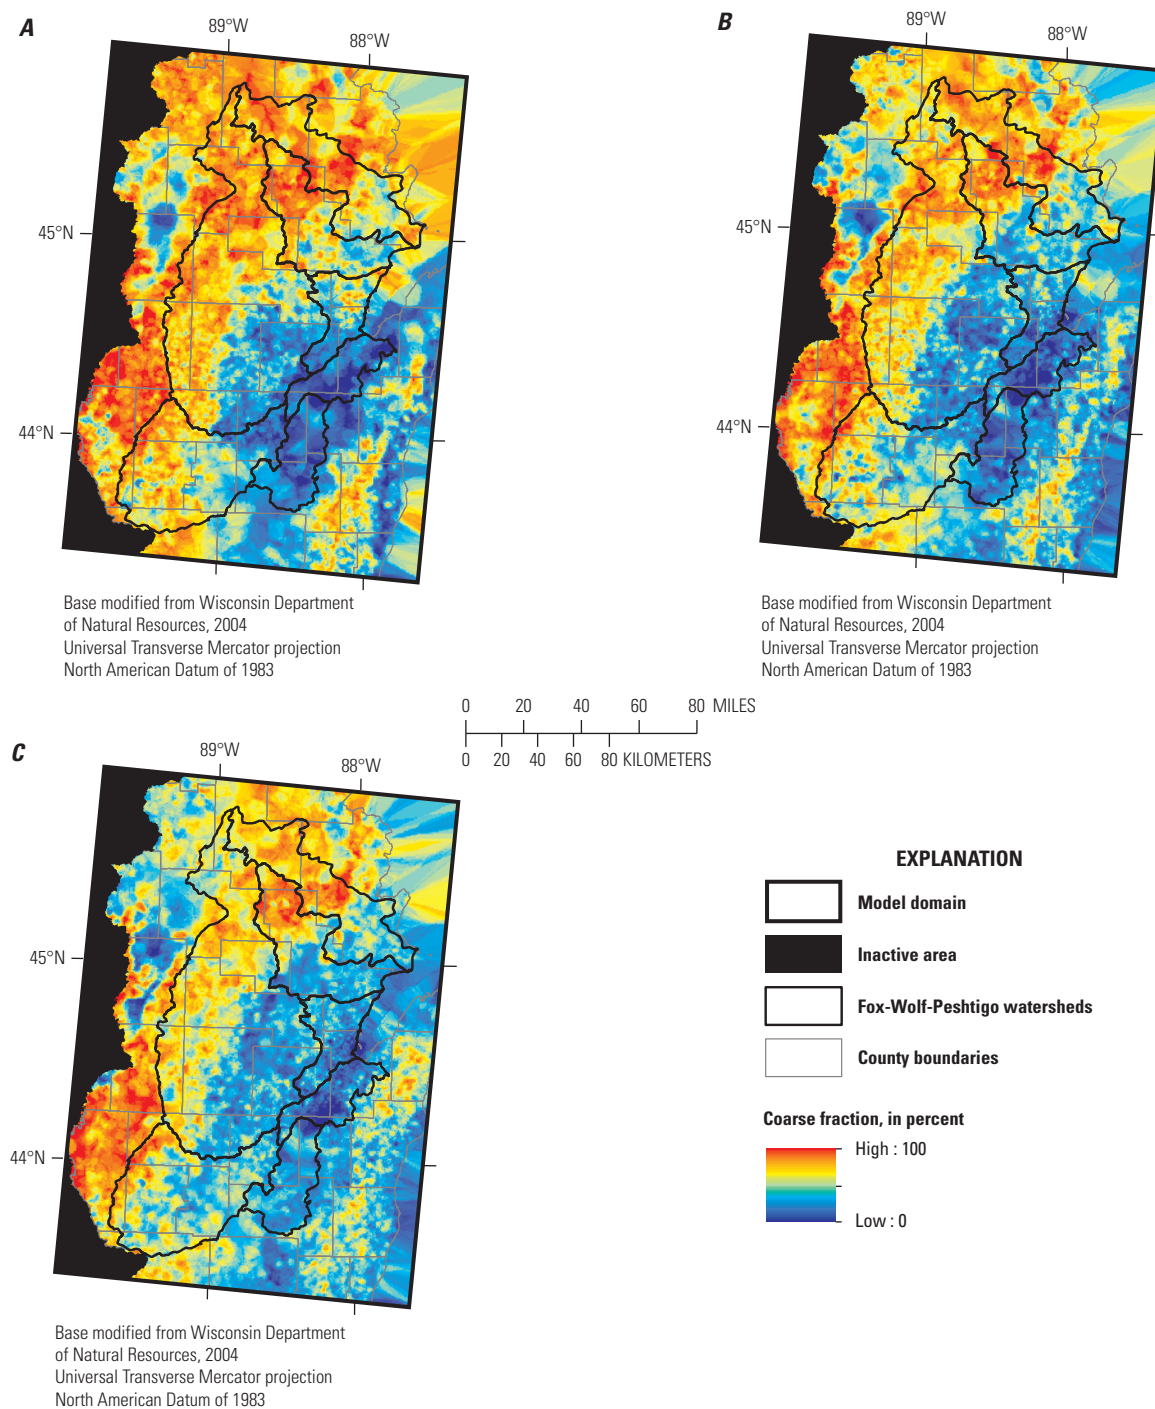 A
89°W
88°W
45°N
44°N
Base modified from Wisconsin Department
of Natural Resources, 2004
Universal Transverse Mercator projection
North American Datum of 1983
B
89°W
88°W
45°N
44°N
Base modified from Wisconsin Department
of Natural Resources, 2004
Universal Transverse Mercator projection
North American Datum of 1983
0 20 40 60 80 MILES
0 20 40 60 80 KILOMETERS
C
89°W
88°W
45°N
44°N
Base modified from Wisconsin Department
of Natural Resources, 2004
Universal Transverse Mercator projection
North American Datum of 1983
EXPLANATION
Model domain
Inactive area
Fox-Wolf-Peshtigo watersheds
County boundaries
Coarse fraction, in percent
High : 100
Low : 0